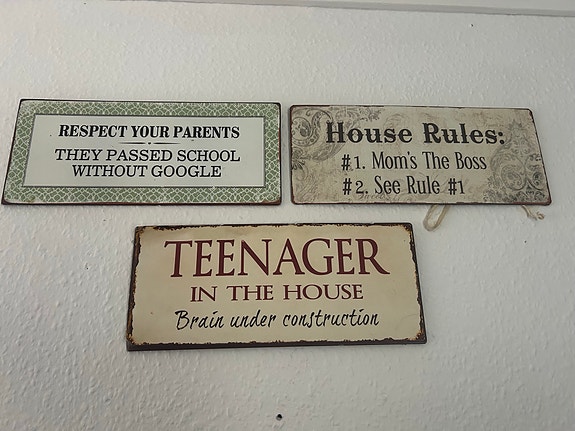 RESPECT YOUR PARENTS
THEY PASSED SCHOOL
WITHOUT GOOGLE
House Rules:
#1. Mom's The Boss
#2. See Rule #1
TEENAGER
IN THE HOUSE
Brain under construction